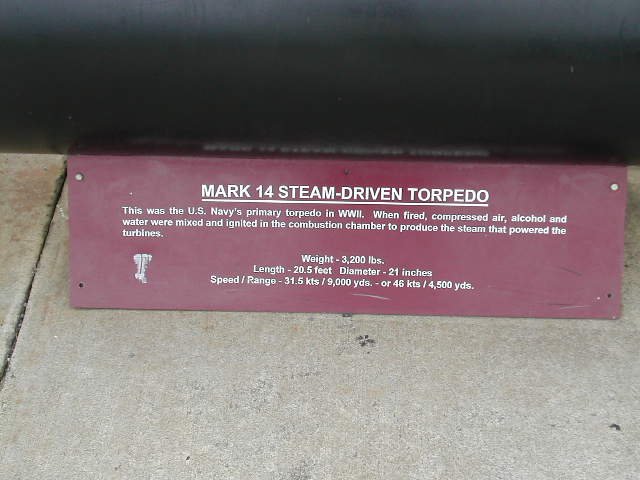 MARK 14 STEAM-DRIVEN TORPEDO
This was the U.S. Navy's primary torpedo in WWII. When fired, compressed air, alcohol and
water were mixed and ignited in the combustion chamber to produce the steam that powered the
turbines.
Weight - 3,200 lbs.
Length - 20.5 feet Diameter - 21 inches
Speed / Range - 31.5 kts / 9,000 yds. - or 46 kts / 4,500 yds.